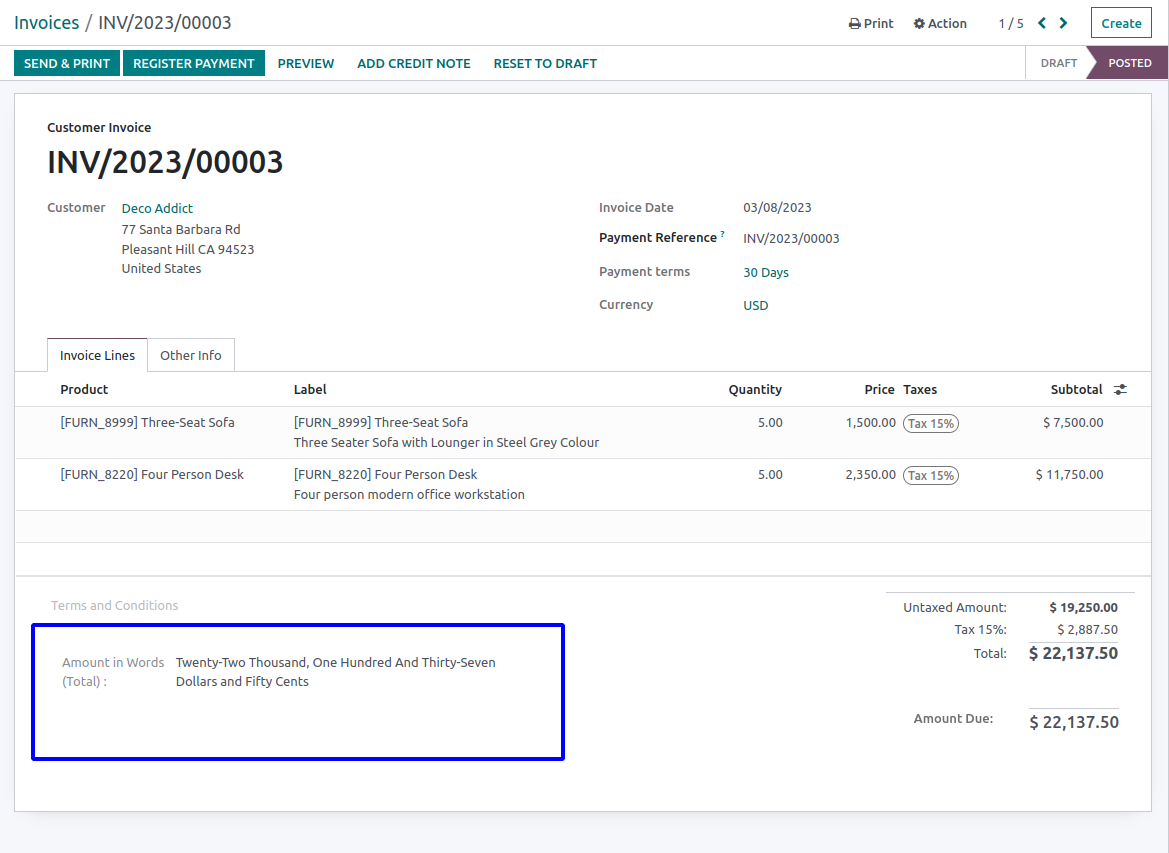 Invoices / INV/2023/00003
Print Action 1 / 5 Create
SEND & PRINT REGISTER PAYMENT PREVIEW ADD CREDIT NOTE RESET TO DRAFT DRAFT POSTED
Customer Invoice
INV/2023/00003
Customer Deco Addict
77 Santa Barbara Rd
Pleasant Hill CA 94523
United States
Invoice Date 03/08/2023
Payment Reference ? INV/2023/00003
Payment terms 30 Days
Currency USD
Invoice Lines Other Info
Product Label Quantity Price Taxes Subtotal
[FURN_8999] Three-Seat Sofa [FURN_8999] Three-Seat Sofa 5.00 1,500.00 Tax 15% $ 7,500.00
Three Seater Sofa with Lounger in Steel Grey Colour
[FURN_8220] Four Person Desk [FURN_8220] Four Person Desk 5.00 2,350.00 Tax 15% $ 11,750.00
Four person modern office workstation
Terms and Conditions
Amount in Words (Total) : Twenty-Two Thousand, One Hundred And Thirty-Seven
Dollars and Fifty Cents
Untaxed Amount: $ 19,250.00
Tax 15%: $ 2,887.50
Total: $ 22,137.50
Amount Due: $ 22,137.50